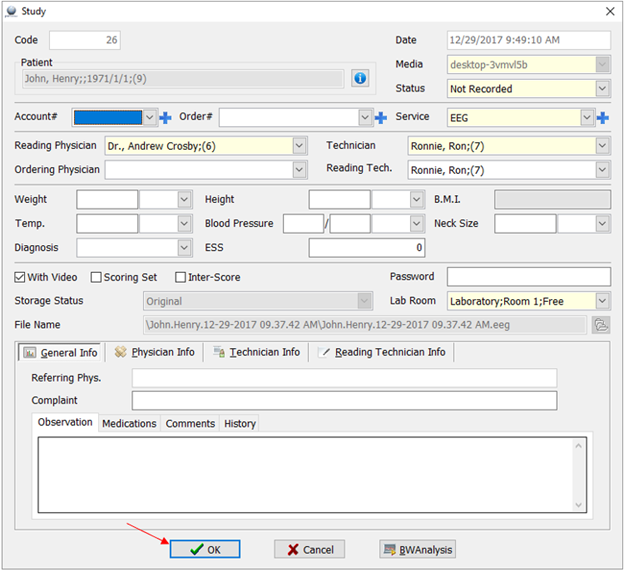 Study
Code 26 Date 12/29/2017 9:49:10 AM
Patient
John, Henry;;1971/1/1;(9)
Media desktop-3vmvl5b
Status Not Recorded
Account# Order# Service EEG
Reading Physician Dr., Andrew Crosby;(6) Technician Ronnie, Ron;(7)
Ordering Physician Reading Tech. Ronnie, Ron;(7)
Weight Height B.M.I.
Temp. Blood Pressure / Neck Size
Diagnosis ESS 0
With Video Scoring Set Inter-Score Password
Storage Status Original Lab Room Laboratory;Room 1;Free
File Name \John.Henry.12-29-2017 09.37.42 AM\John.Henry.12-29-2017 09.37.42 AM.eeg
General Info Physician Info Technician Info Reading Technician Info
Referring Phys.
Complaint
Observation Medications Comments History
OK Cancel BWAnalysis